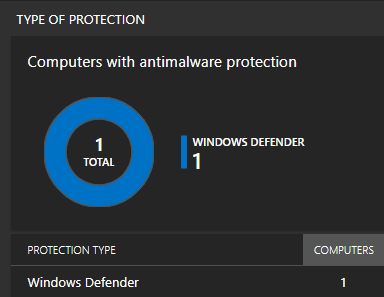 TYPE OF PROTECTION
Computers with antimalware protection
1
TOTAL
WINDOWS DEFENDER
1
PROTECTION TYPE COMPUTERS
Windows Defender 1